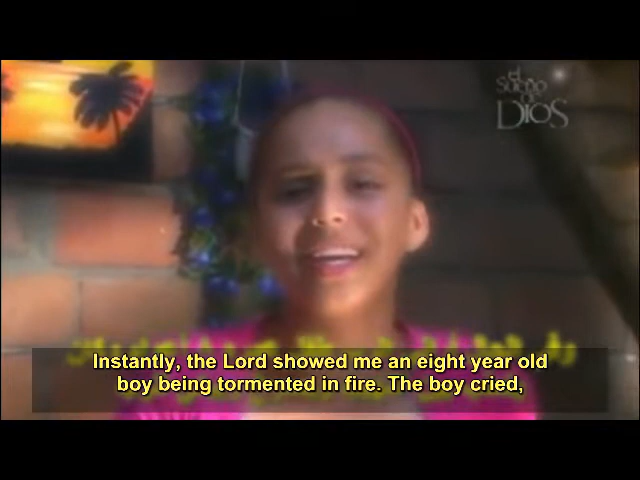 el
Sueño
de
DIOS
Instantly, the Lord showed me an eight year old
boy being tormented in fire. The boy cried,